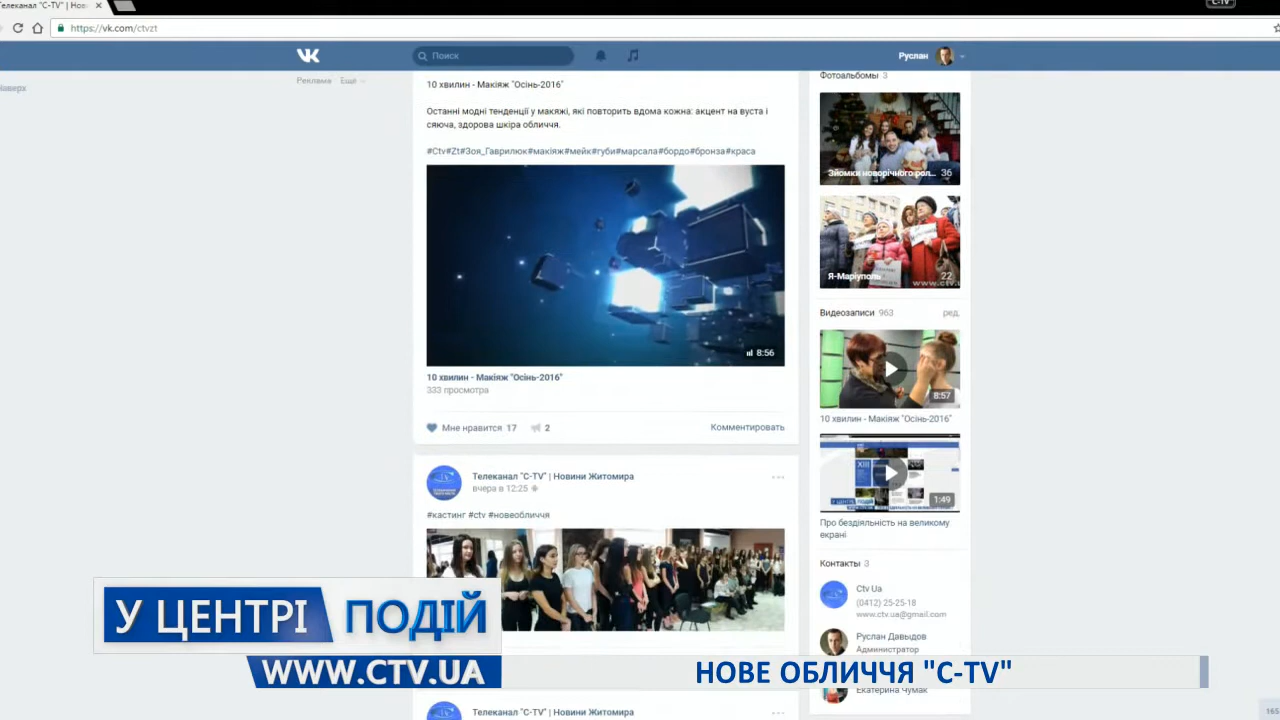 Телеканал "C-TV" | Нов
C-TV
https://vk.com/ctvzt
Поиск
Руслан
Реклама Ещё
Наверх
10 хвилин - Макіяж "Осінь-2016"
Останні модні тенденції у макяжі, які повторить вдома кожна: акцент на вуста і
сяюча, здорова шкіра обличчя.
#Ctv#Zt#Зоя_Гаврилюк#макіяж#мейк#губи#марсала#бордо#бронза#краса
8:56
10 хвилин - Макіяж "Осінь-2016"
333 просмотра
Мне нравится 17 2
Комментировать
Телеканал "C-TV" | Новини Житомира
вчера в 12:25
#кастинг #ctv #новеобличчя
Телеканал "C-TV" | Новини Житомира
Фотоальбомы 3
Зйомки новорічного рол... 36
Я-Маріуполь 22
www.ctv.u
Видеозаписи 963 ред.
8:57
10 хвилин - Макіяж "Осінь-2016"
1:49
Про бездіяльність на великому
екрані
Контакты 3
Ctv Ua
(0412) 25-25-18
www.ctv.ua@gmail.com
Руслан Давыдов
Администратор
Екатерина Чумак
165
У ЦЕНТРІ ПОДІЙ
WWW.CTV.UA
НОВЕ ОБЛИЧЧЯ "C-TV"